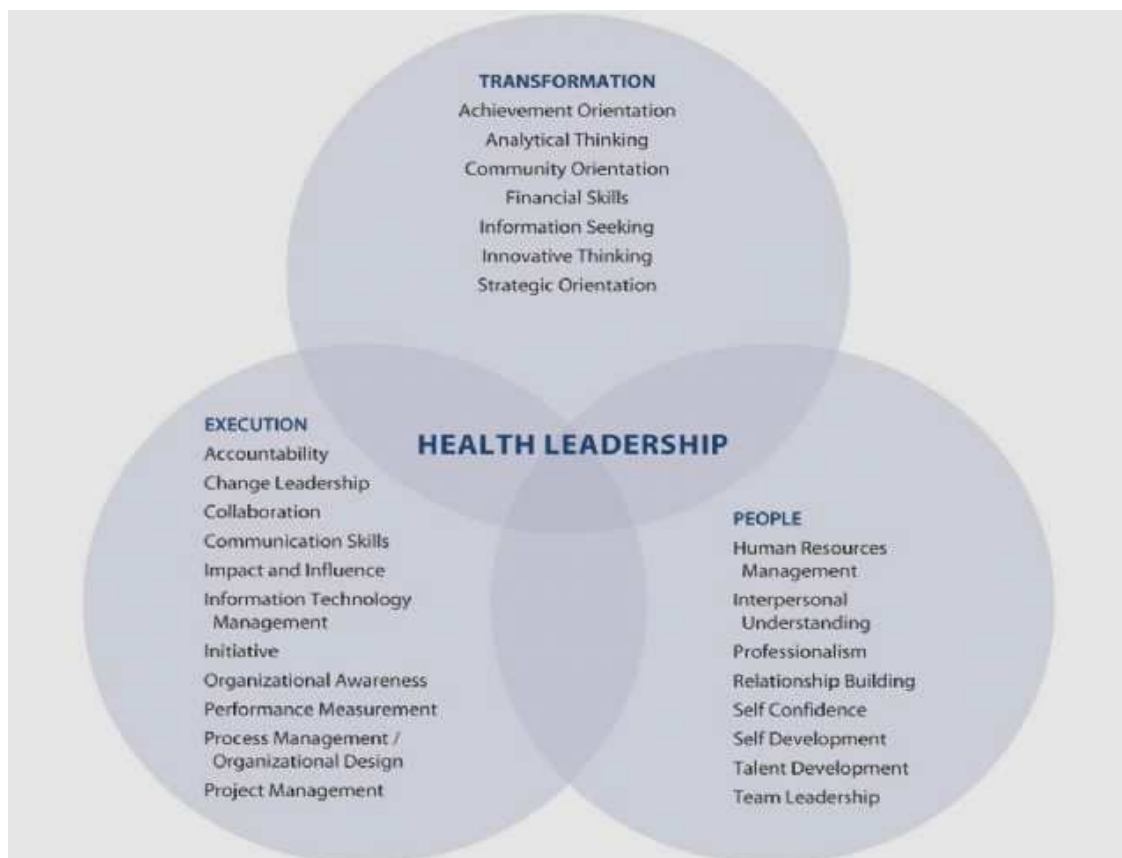 TRANSFORMATION
Achievement Orientation
Analytical Thinking
Community Orientation
Financial Skills
Information Seeking
Innovative Thinking
Strategic Orientation
HEALTH LEADERSHIP
EXECUTION
Accountability
Change Leadership
Collaboration
Communication Skills
Impact and Influence
Information Technology
Management
Initiative
Organizational Awareness
Performance Measurement
Process Management /
Organizational Design
Project Management
PEOPLE
Human Resources
Management
Interpersonal
Understanding
Professionalism
Relationship Building
Self Confidence
Self Development
Talent Development
Team Leadership